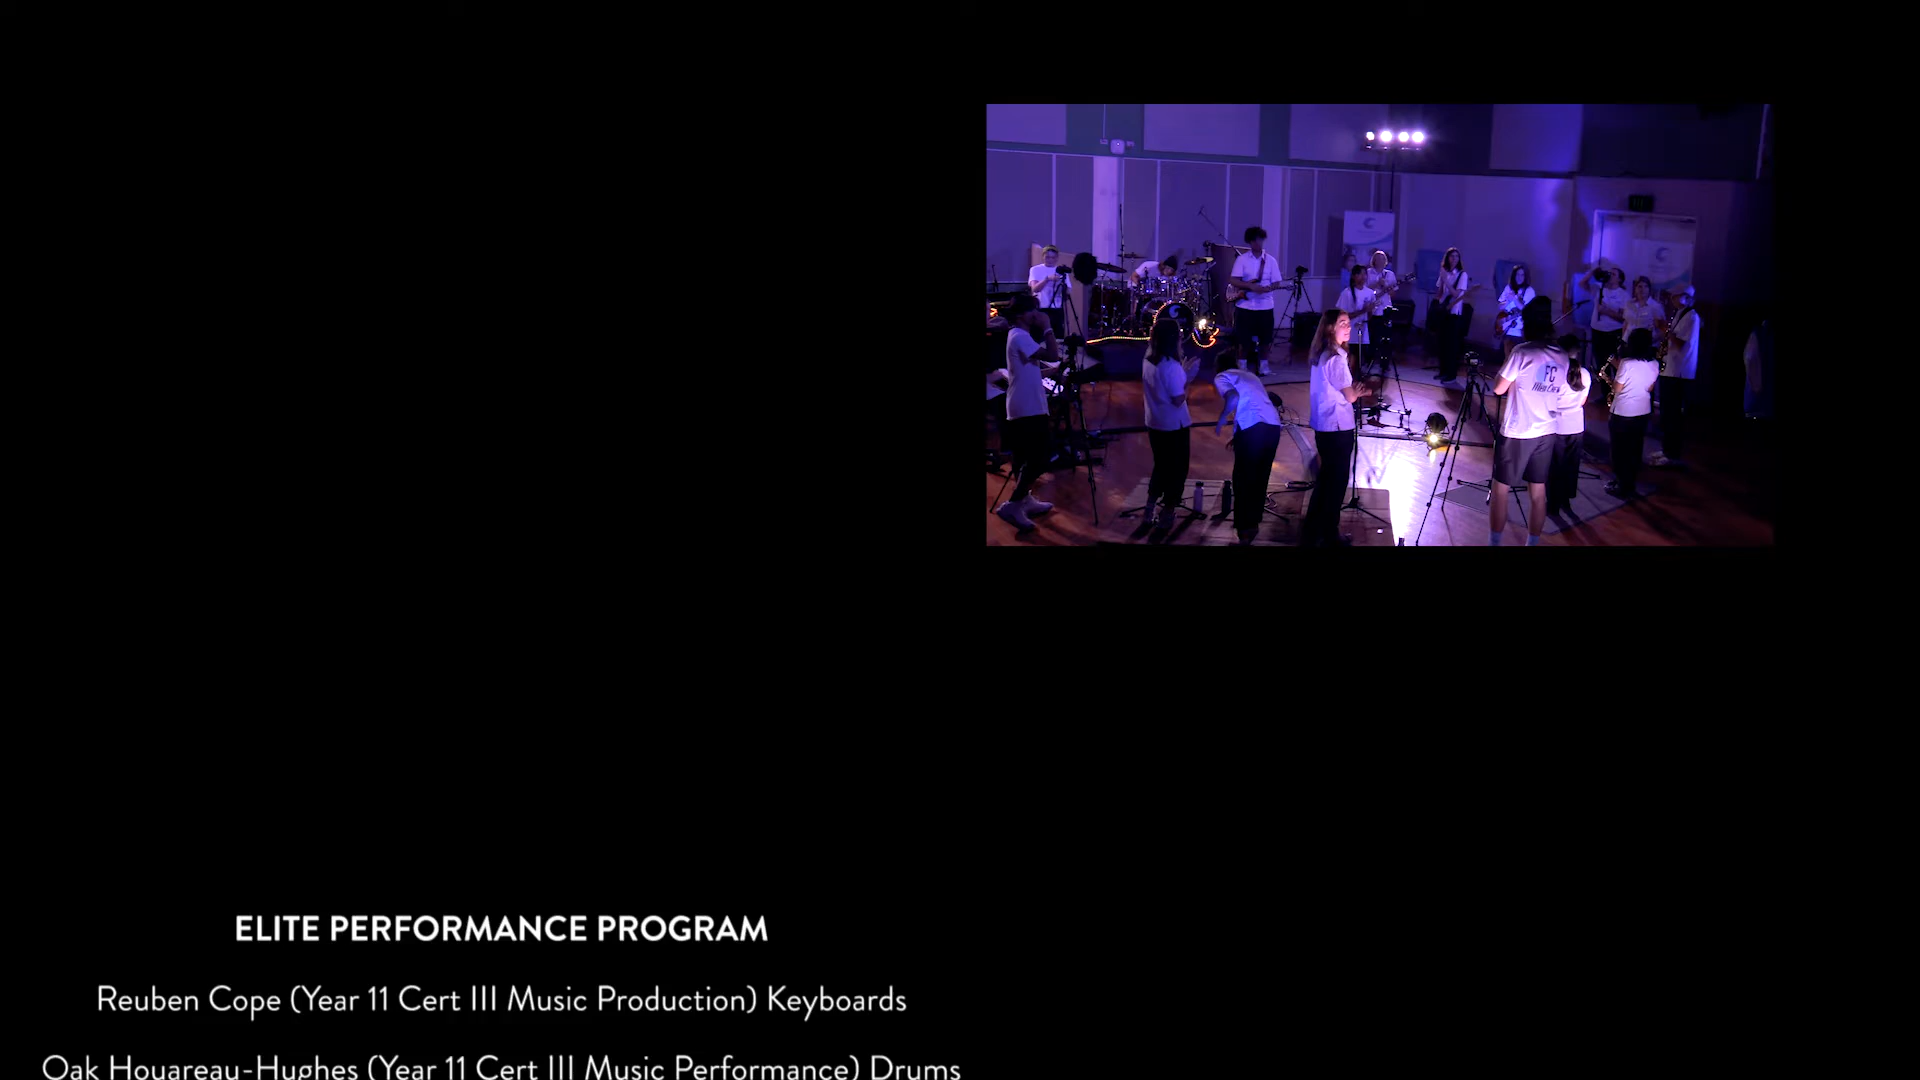 FC
ELITE PERFORMANCE PROGRAM
Reuben Cope (Year 11 Cert III Music Production) Keyboards
Oak Houareau-Hughes (Year 11 Cert III Music Performance) Drums